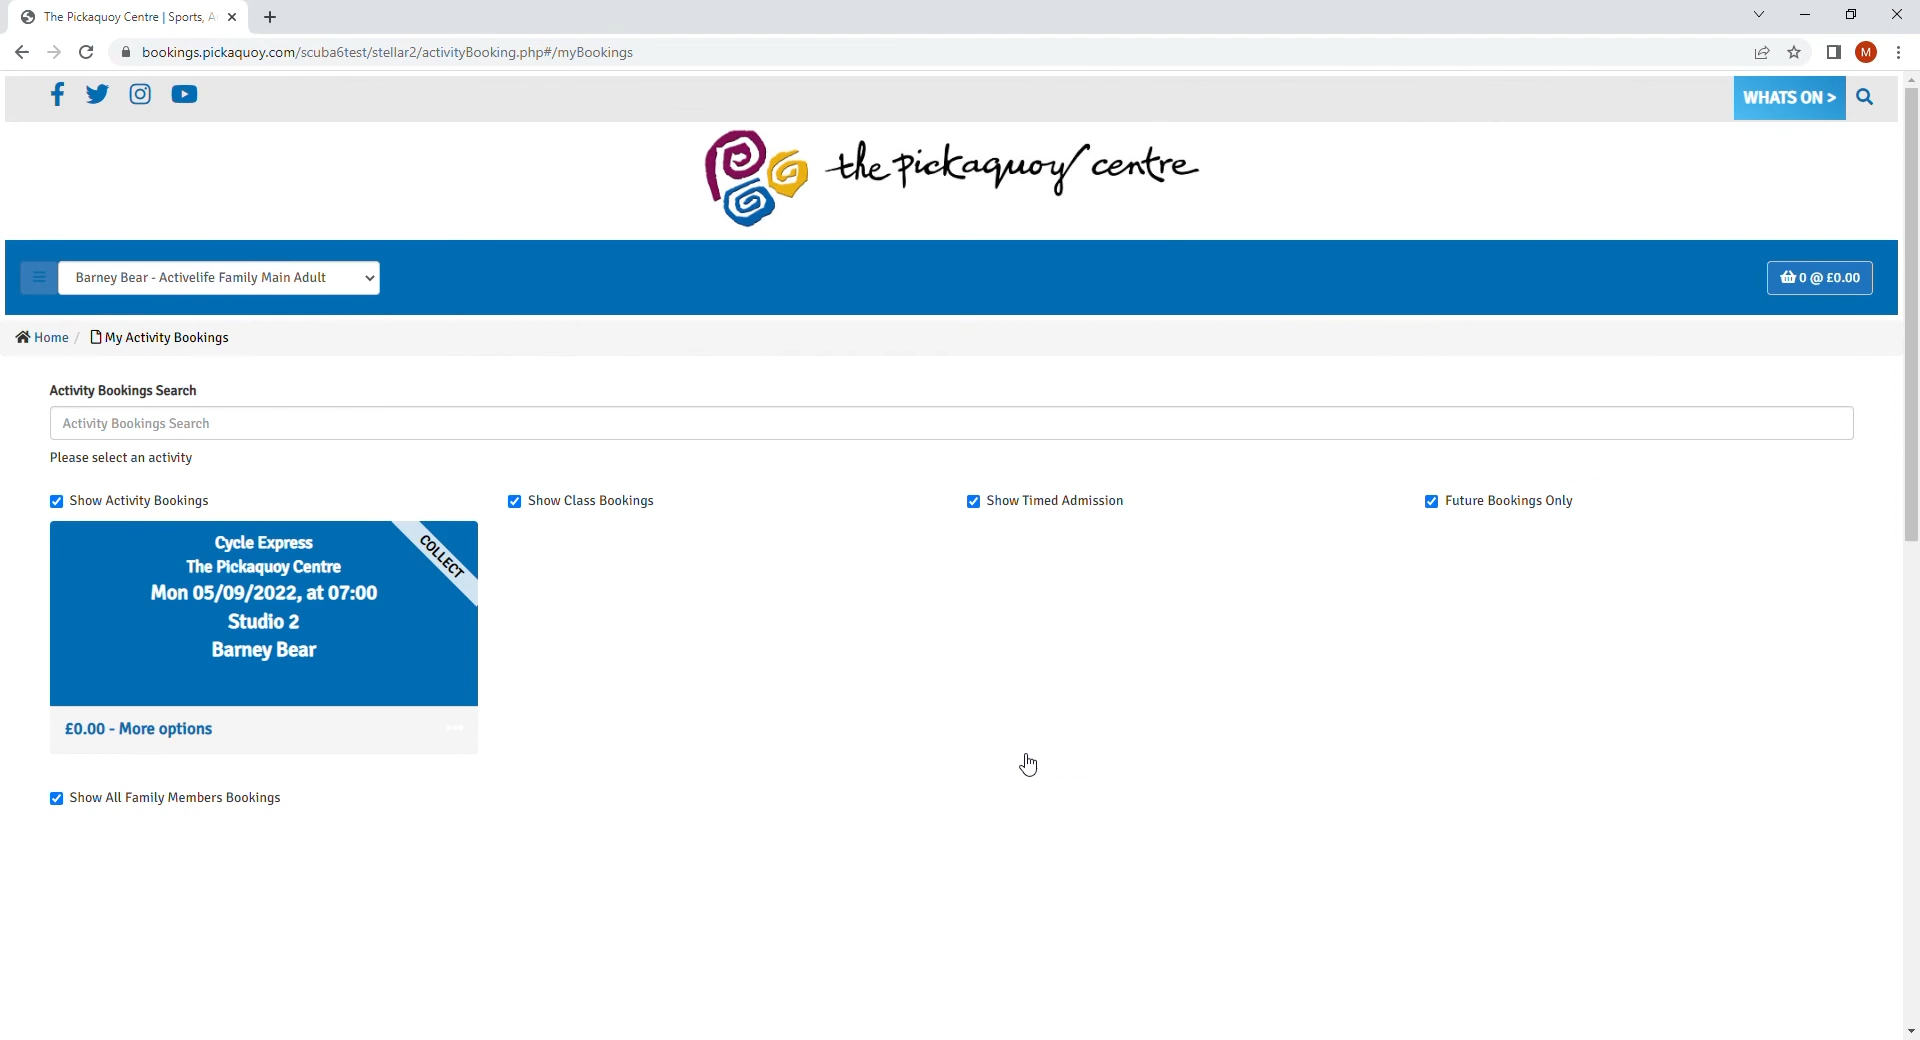 The Pickaquoy Centre | Sports, A
bookings.pickaquoy.com/scuba6test/stellar2/activityBooking.php#/myBookings
M
WHATS ON >
the pickaquoy centre
Barney Bear - Activelife Family Main Adult
0 @ £0.00
Home / My Activity Bookings
Activity Bookings Search
Activity Bookings Search
Please select an activity
Show Activity Bookings
Show Class Bookings
Show Timed Admission
Future Bookings Only
COLLECT
Cycle Express
The Pickaquoy Centre
Mon 05/09/2022, at 07:00
Studio 2
Barney Bear
£0.00 - More options
Show All Family Members Bookings